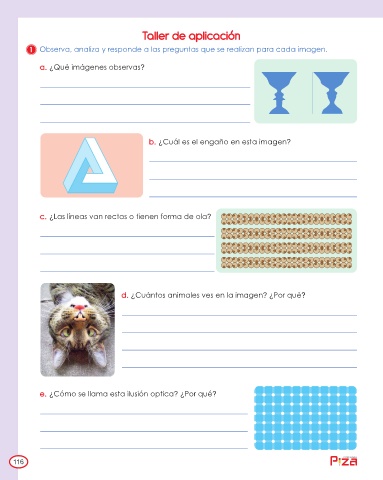 Taller de aplicación
1 Observa, analiza y responde a las preguntas que se realizan para cada imagen.
a. ¿Qué imágenes observas?
b. ¿Cuál es el engaño en esta imagen?
c. ¿Las líneas van rectas o tienen forma de ola?
d. ¿Cuántos animales ves en la imagen? ¿Por qué?
e. ¿Cómo se llama esta ilusión optica? ¿Por qué?
116